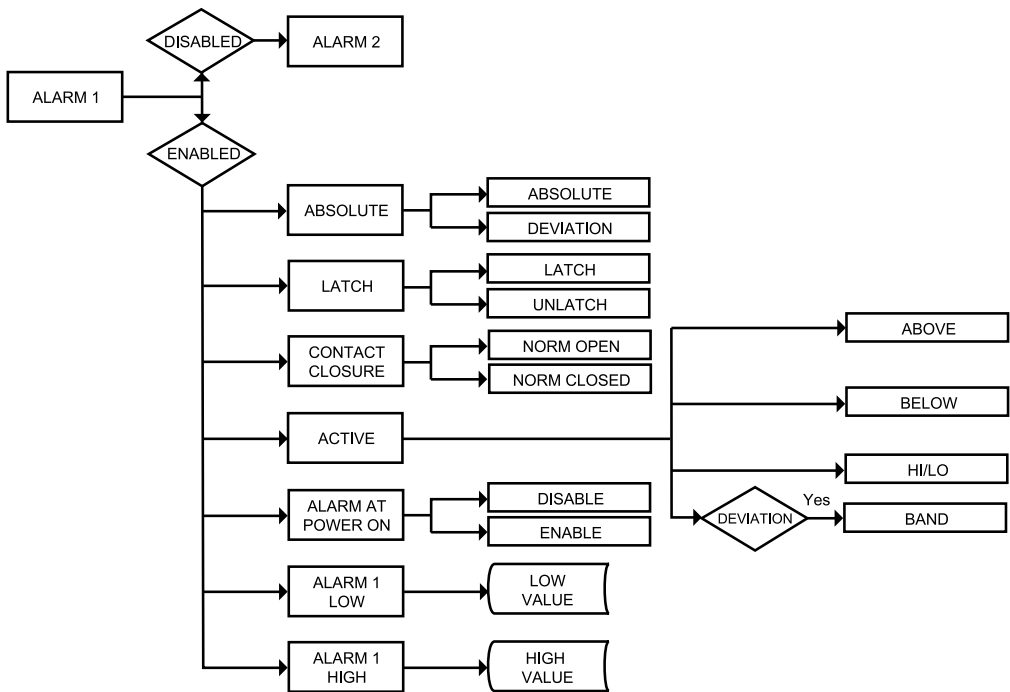 DISABLED
ALARM 2
ALARM 1
ENABLED
ABSOLUTE
ABSOLUTE
DEVIATION
LATCH
LATCH
UNLATCH
CONTACT
CLOSURE
NORM OPEN
NORM CLOSED
ACTIVE
ABOVE
BELOW
HI/LO
DEVIATION
Yes
BAND
ALARM AT
POWER ON
DISABLE
ENABLE
ALARM 1
LOW
LOW
VALUE
ALARM 1
HIGH
HIGH
VALUE